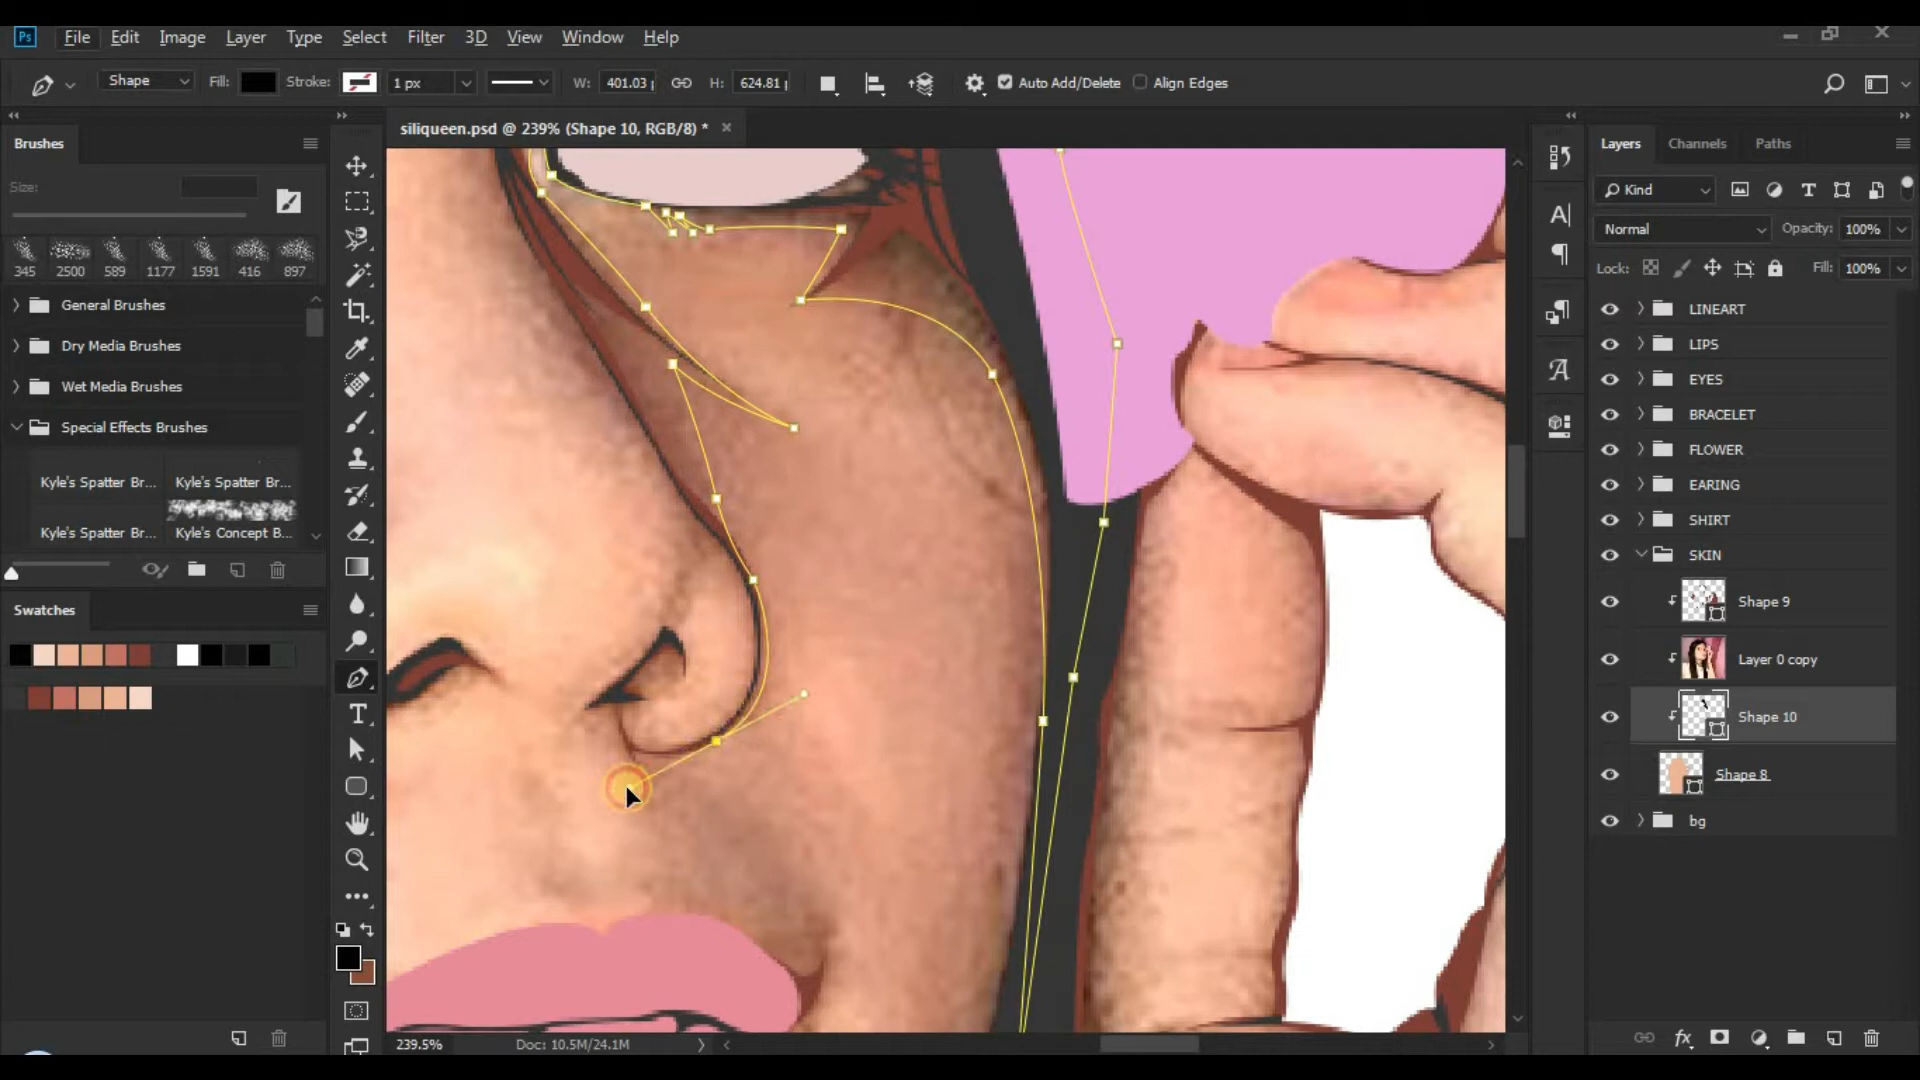 Ps File Edit Image Layer Type Select Filter 3D View Window Help
Shape Fill: Stroke: 1 px W: 401.03 H: 624.81 Auto Add/Delete Align Edges
siliqueen.psd @ 239% (Shape 10, RGB/8) *
Brushes
Size:
345 2500 589 1177 1591 416 897
General Brushes
Dry Media Brushes
Wet Media Brushes
Special Effects Brushes
Kyle's Spatter Br... Kyle's Spatter Br...
Kyle's Spatter Br... Kyle's Concept B...
Swatches
Layers Channels Paths
Kind
Normal Opacity: 100%
Lock: Fill: 100%
LINEART
LIPS
EYES
BRACELET
FLOWER
EARING
SHIRT
SKIN
Shape 9
Layer 0 copy
Shape 10
Shape 8
bg
239.5% Doc: 10.5M/24.1M